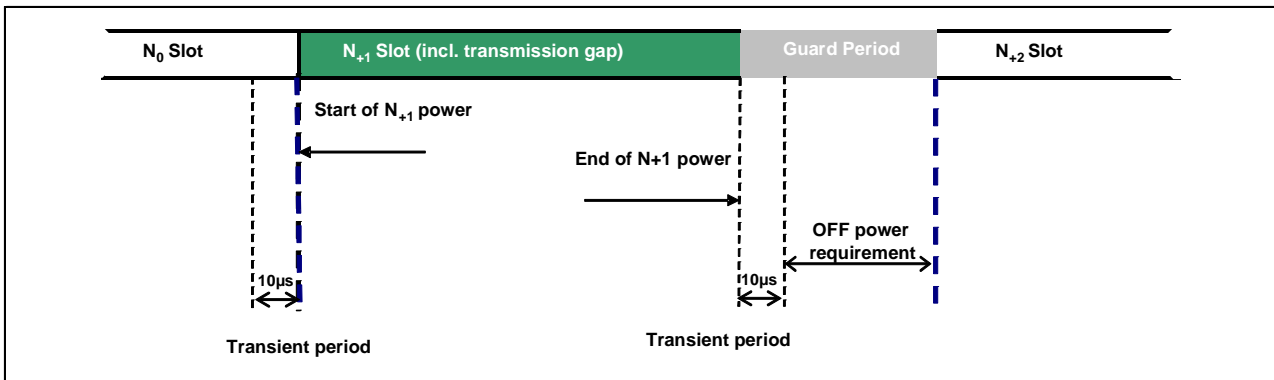 N0 Slot
N+1 Slot (incl. transmission gap)
Guard Period
N+2 Slot
Start of N+1 power
End of N+1 power
OFF power
requirement
10µs
10µs
Transient period
Transient period